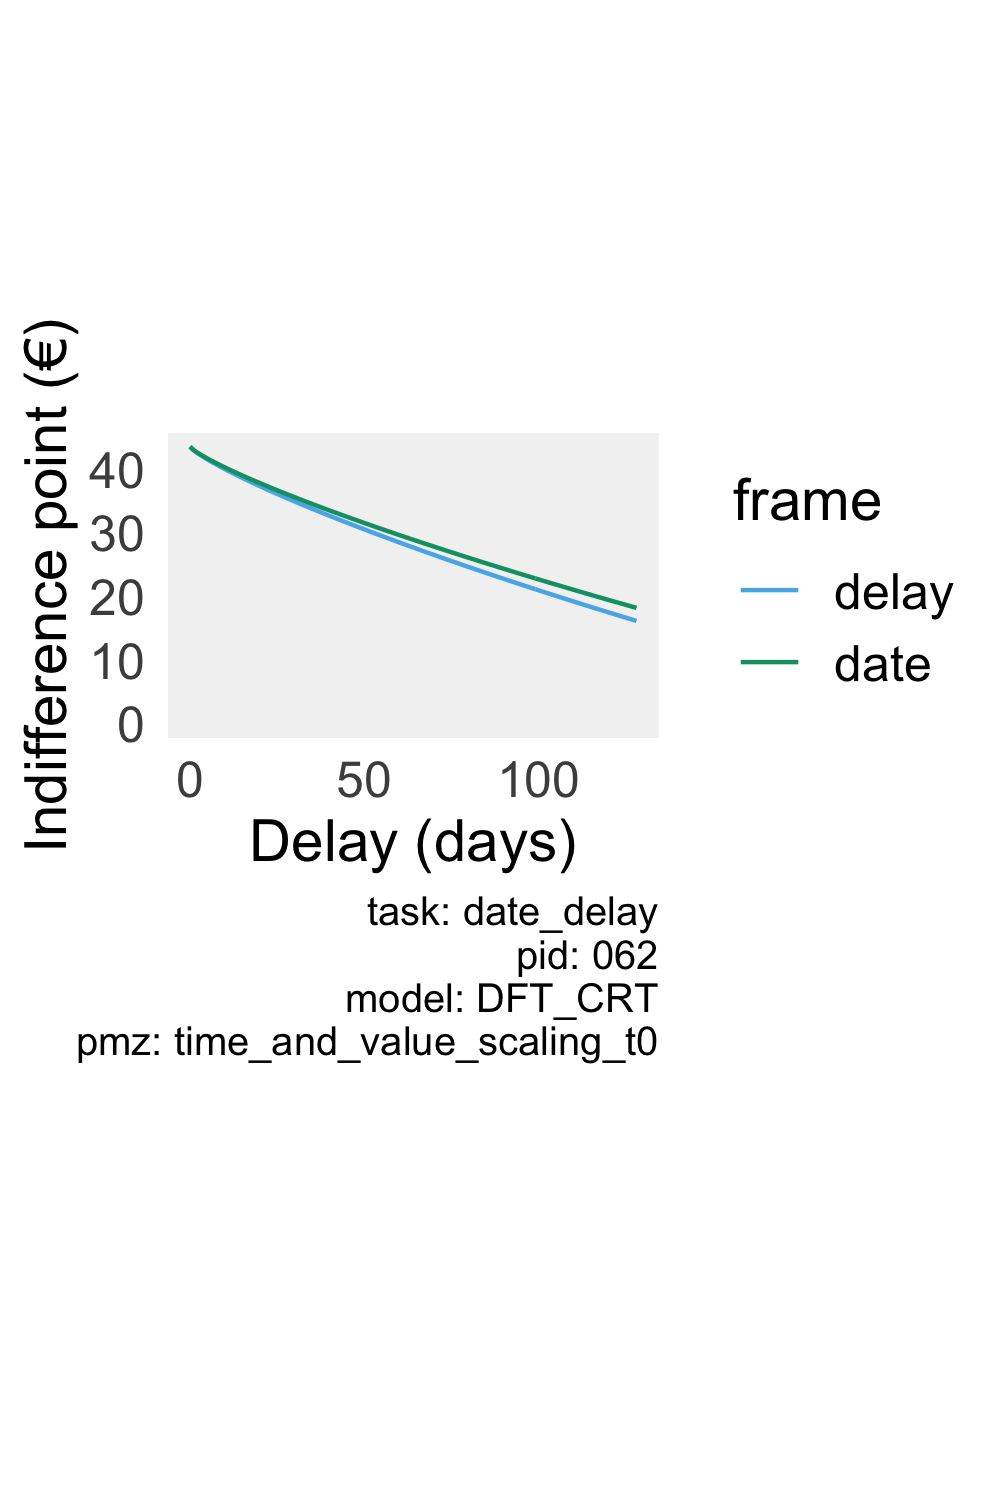 Indifference point (€)
40
30
20
10
0
0 50 100
Delay (days)
frame
delay
date
task: date_delay
pid: 062
model: DFT_CRT
pmz: time_and_value_scaling_t0